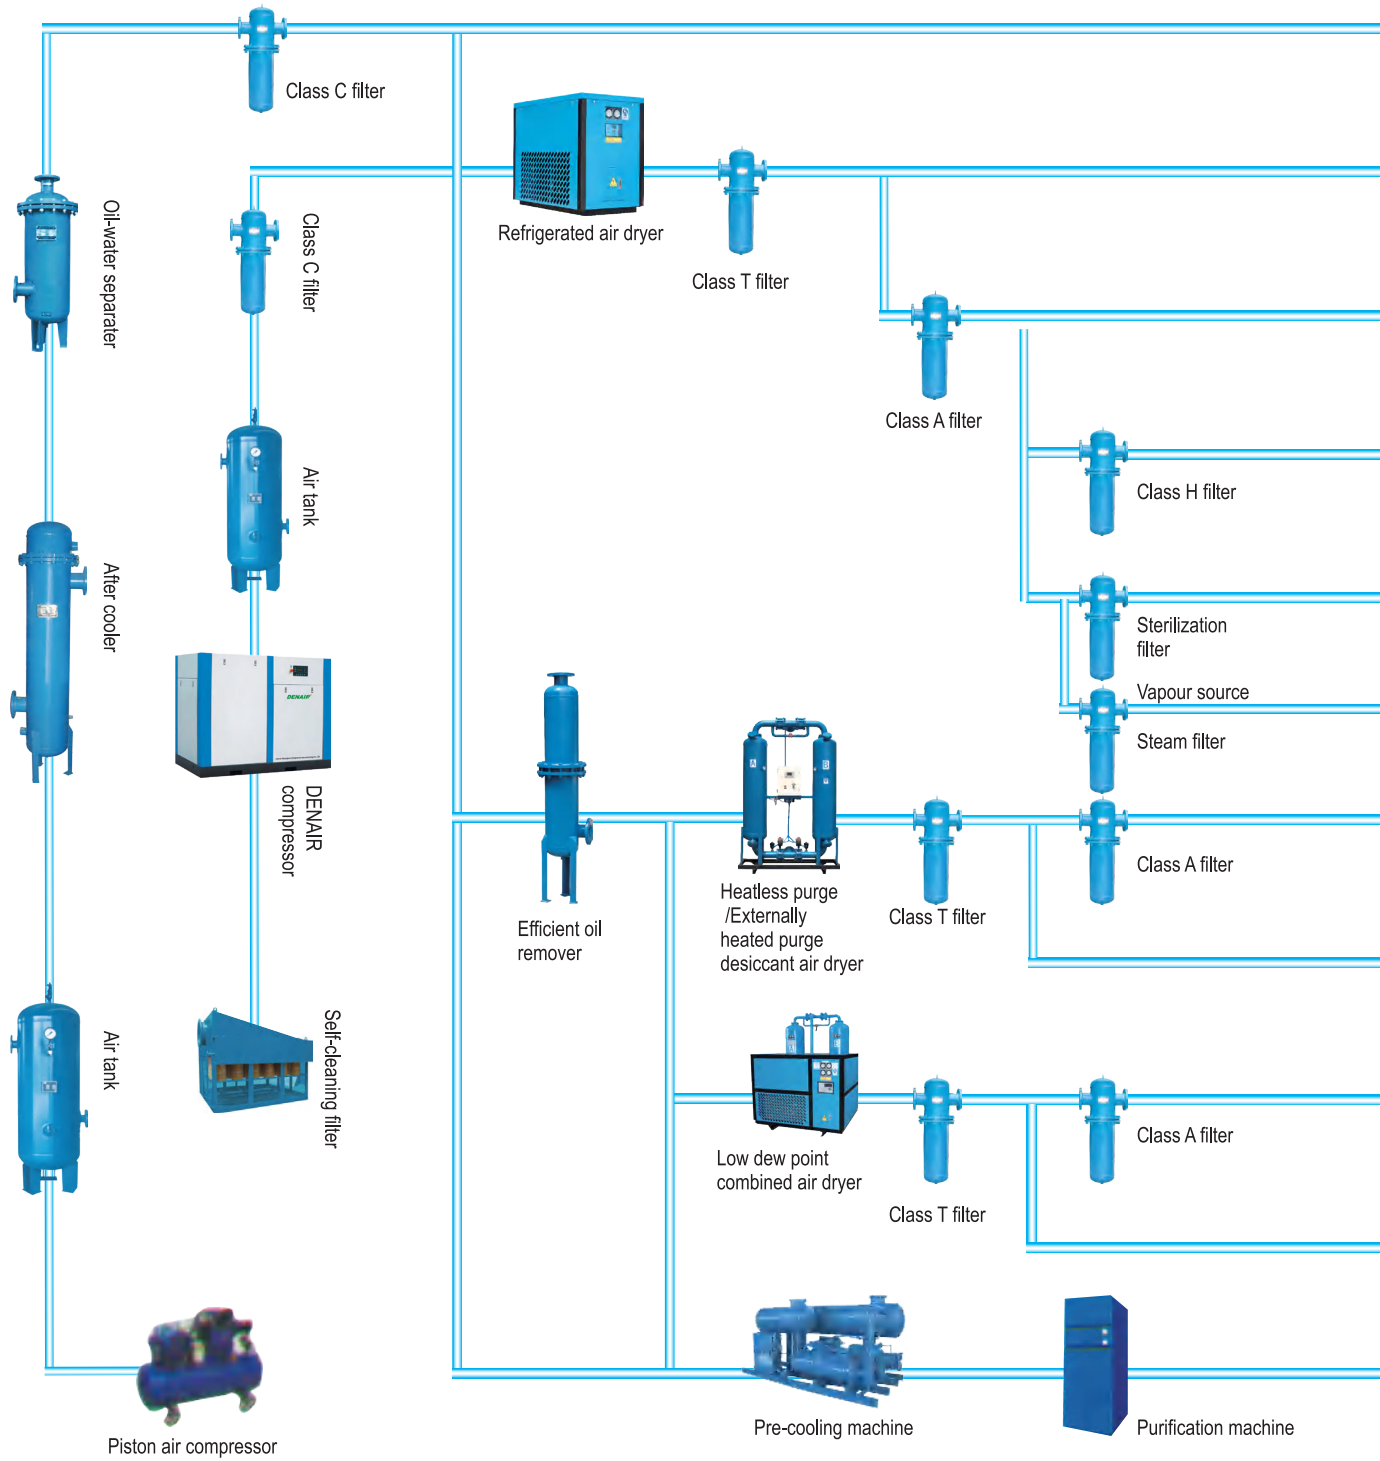 Class C filter
Oil-water separater
Class C filter
Refrigerated air dryer
Class T filter
Class A filter
Air tank
Class H filter
After cooler
Sterilization
filter
Vapour source
Steam filter
DENAIR
DENAIR
compressor
A
B
Class A filter
Heatless purge
/Externally
heated purge
desiccant air dryer
Class T filter
Efficient oil
remover
Air tank
Self-cleaning filter
Class A filter
Low dew point
combined air dryer
Class T filter
Pre-cooling machine
Purification machine
Piston air compressor